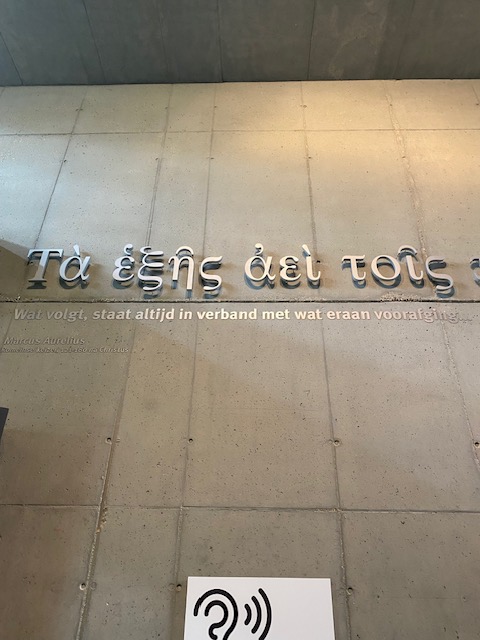 Τὰ ἑξῆς ἀεὶ τοῖς
Wat volgt, staat altijd in verband met wat eraan voorafging...
Marcus Aurelius